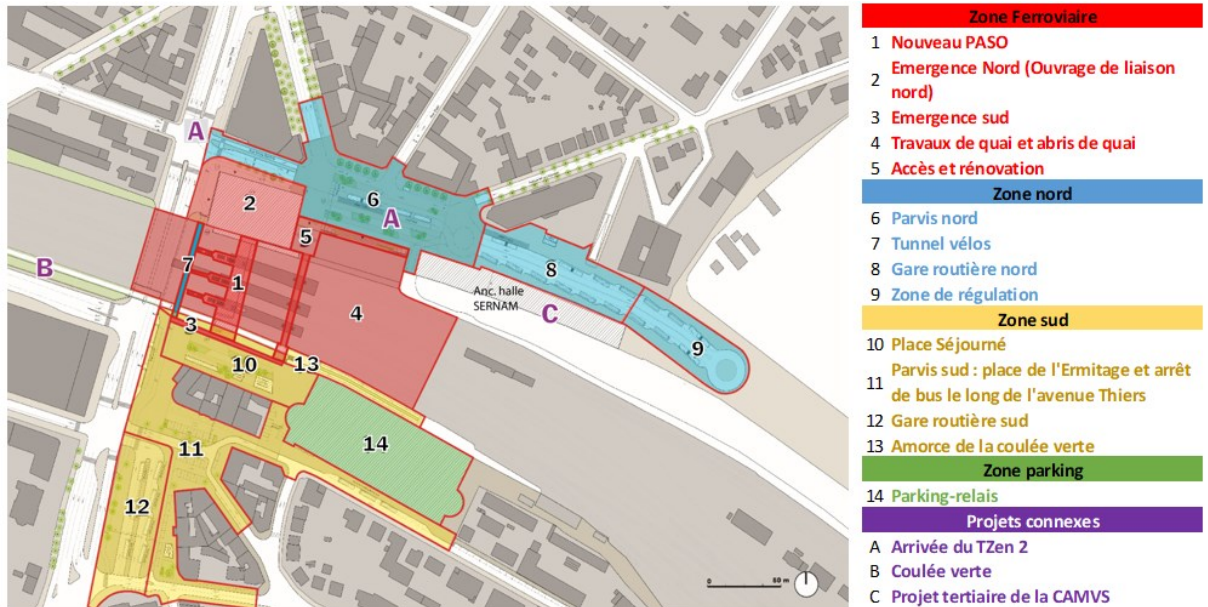 A
2
6
A
5
7
B
1
8
Anc. halle
SERNAM
C
4
3
9
10
13
14
11
12
0 60 m
Zone Ferroviaire
1 Nouveau PASO
2 Emergence Nord (Ouvrage de liaison
nord)
3 Emergence sud
4 Travaux de quai et abris de quai
5 Accès et rénovation
Zone nord
6 Parvis nord
7 Tunnel vélos
8 Gare routière nord
9 Zone de régulation
Zone sud
10 Place Séjourné
11 Parvis sud : place de l'Ermitage et arrêt
de bus le long de l'avenue Thiers
12 Gare routière sud
13 Amorce de la coulée verte
Zone parking
14 Parking-relais
Projets connexes
A Arrivée du TZen 2
B Coulée verte
C Projet tertiaire de la CAMVS